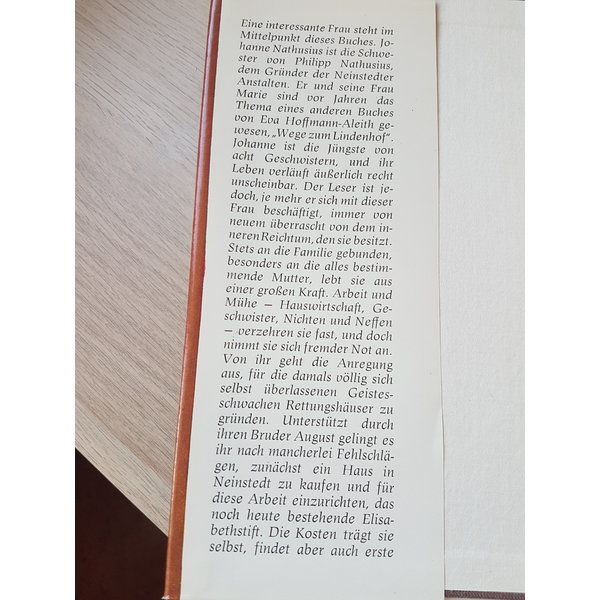 Eine interessante Frau steht im
Mittelpunkt dieses Buches. Jo-
hanne Nathusius ist die Schwe-
ster von Philipp Nathusius,
dem Gründer der Neinstedter
Anstalten. Er und seine Frau
Marie sind vor Jahren das
Thema eines anderen Buches
von Eva Hoffmann-Aleith ge-
wesen, „Wege zum Lindenhof“.
Johanne ist die Jüngste von
acht Geschwistern, und ihr
Leben verläuft äußerlich recht
unscheinbar. Der Leser ist je-
doch, je mehr er sich mit dieser
Frau beschäftigt, immer von
neuem überrascht von dem in-
neren Reichtum, den sie besitzt.
Stets an die Familie gebunden,
besonders an die alles bestim-
mende Mutter, lebt sie aus
einer großen Kraft. Arbeit und
Mühe — Hauswirtschaft, Ge-
schwister, Nichten und Neffen
— verzehren sie fast, und doch
nimmt sie sich fremder Not an.
Von ihr geht die Anregung
aus, für die damals völlig sich
selbst überlassenen Geistes-
schwachen Rettungshäuser zu
gründen. Unterstützt durch
ihren Bruder August gelingt es
ihr nach mancherlei Fehlschlä-
gen, zunächst ein Haus in
Neinstedt zu kaufen und für
diese Arbeit einzurichten, das
noch heute bestehende Elisa-
bethstift. Die Kosten trägt sie
selbst, findet aber auch erste